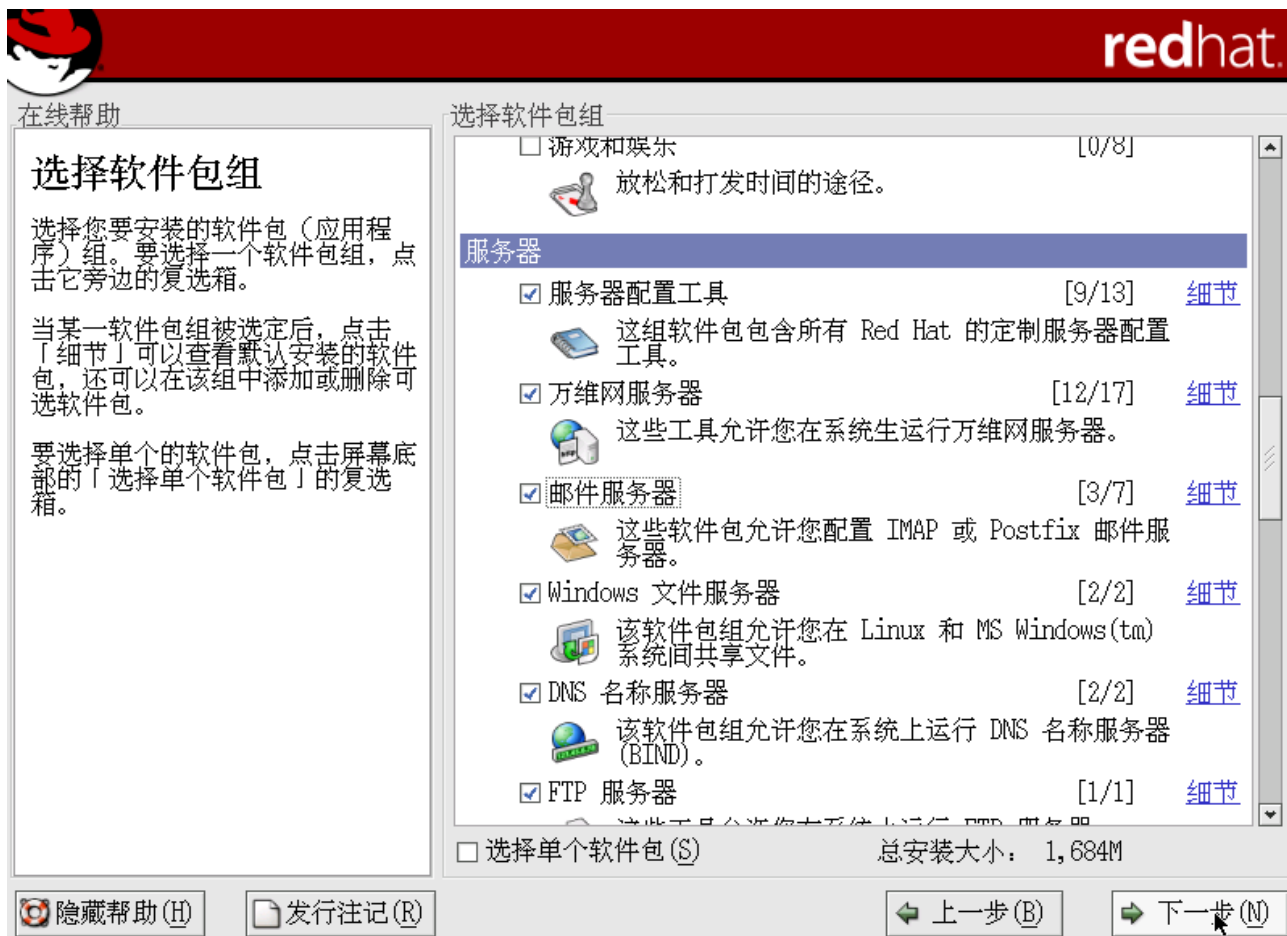 redhat.
在线帮助
选择软件包组
选择您要安装的软件包（应用程
序）组。要选择一个软件包组，点
击它旁边的复选箱。
当某一软件包组被选定后，点击
「细节」可以查看默认安装的软件
包，还可以在该组中添加或删除可
选软件包。
要选择单个的软件包，点击屏幕底
部的「选择单个软件包」的复选
箱。
选择软件包组
游戏和娱乐 [0/8]
放松和打发时间的途径。
服务器
服务器配置工具 [9/13] 细节
这组软件包包含所有 Red Hat 的定制服务器配置
工具。
万维网服务器 [12/17] 细节
这些工具允许您在系统生运行万维网服务器。
邮件服务器 [3/7] 细节
这些软件包允许您配置 IMAP 或 Postfix 邮件服
务器。
Windows 文件服务器 [2/2] 细节
该软件包组允许您在 Linux 和 MS Windows(tm)
系统间共享文件。
DNS 名称服务器 [2/2] 细节
该软件包组允许您在系统上运行 DNS 名称服务器
(BIND)。
FTP 服务器 [1/1] 细节
这些工具允许您在系统上运行 FTP 服务器
选择单个软件包(S) 总安装大小： 1,684M
隐藏帮助(H) 发行注记(R) 上一步(B) 下一步(N)